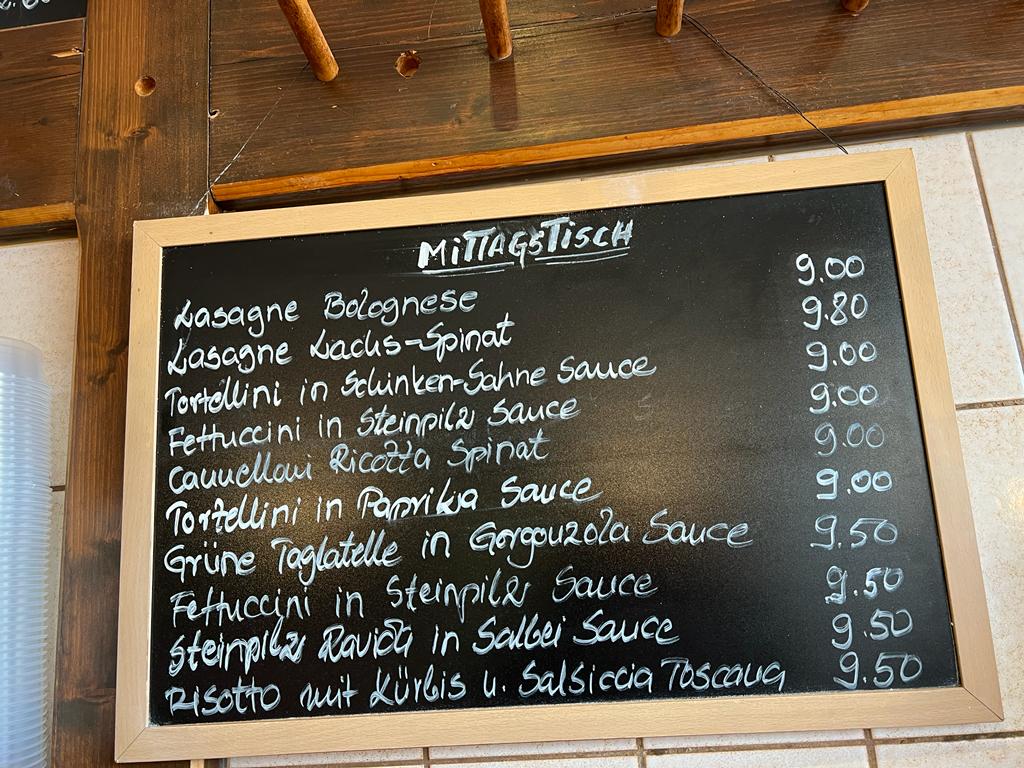 MITTAGSTISCH
Lasagne Bolognese 9.00
Lasagne Lachs-Spinat 9.80
Tortellini in Schinken-Sahne Sauce 9.00
Fettuccini in Steinpilz Sauce 9.00
Cannelloni Ricotta Spinat 9.00
Tortellini in Paprika Sauce 9.00
Grüne Taglatelle in Gorgonzola Sauce 9.50
Fettuccini in Steinpilz Sauce 9.50
Steinpilz Ravioli in Salbei Sauce 9.50
Risotto mit Kürbis u. Salsiccia Toscana 9.50